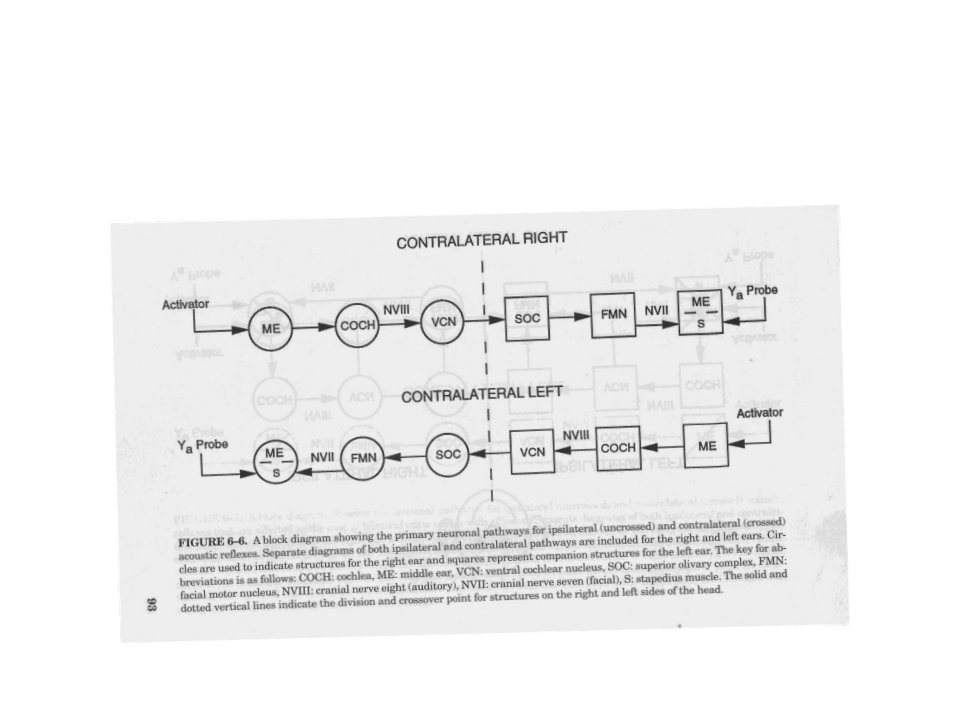 CONTRALATERAL RIGHT
Activator
ME
COCH
NVIII
VCN
SOC
FMN
NVII
ME
S
Ya Probe
CONTRALATERAL LEFT
Ya Probe
ME
S
NVII
FMN
SOC
VCN
NVIII
COCH
ME
Activator
FIGURE 6–6. A block diagram showing the primary neuronal pathways for ipsilateral (uncrossed) and contralateral (crossed)
acoustic reflexes. Separate diagrams of both ipsilateral and contralateral pathways are included for the right and left ears. Cir-
cles are used to indicate structures for the right ear and squares represent companion structures for the left ear. The key for ab-
breviations is as follows: COCH: cochlea, ME: middle ear, VCN: ventral cochlear nucleus, SOC: superior olivary complex, FMN:
facial motor nucleus, NVIII: cranial nerve eight (auditory), NVII: cranial nerve seven (facial), S: stapedius muscle. The solid and
dotted vertical lines indicate the division and crossover point for structures on the right and left sides of the head.
93